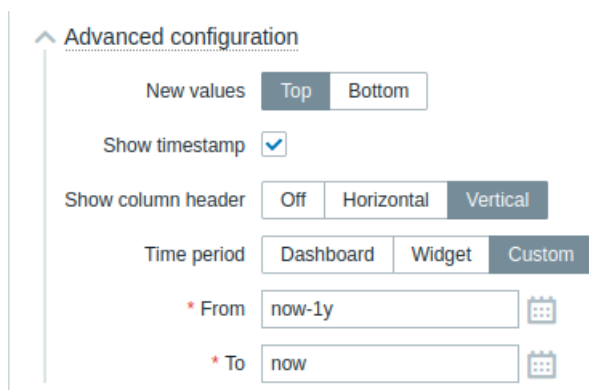 Advanced configuration
New values Top Bottom
Show timestamp
Show column header Off Horizontal Vertical
Time period Dashboard Widget Custom
* From now-1y
* To now